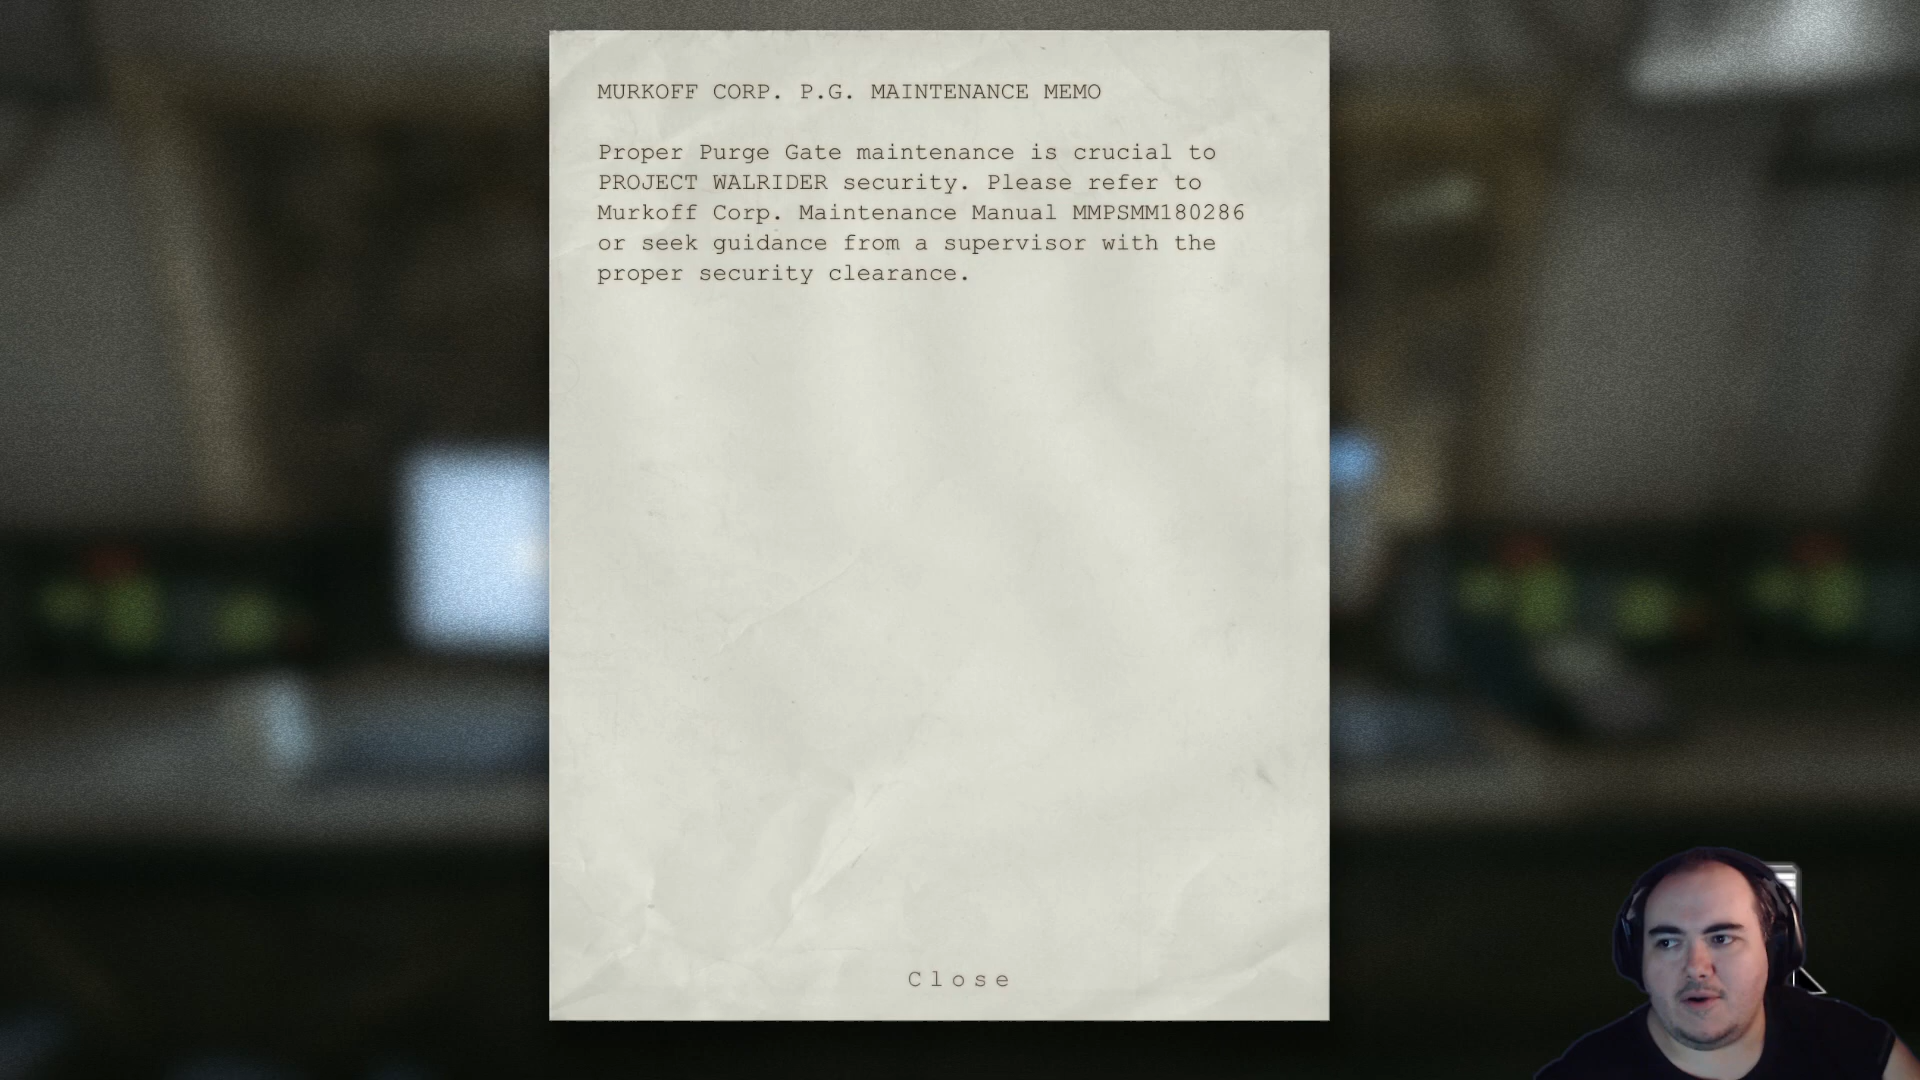 MURKOFF CORP. P.G. MAINTENANCE MEMO
Proper Purge Gate maintenance is crucial to
PROJECT WALRIDER security. Please refer to
Murkoff Corp. Maintenance Manual MMPSMM180286
or seek guidance from a supervisor with the
proper security clearance.
Close